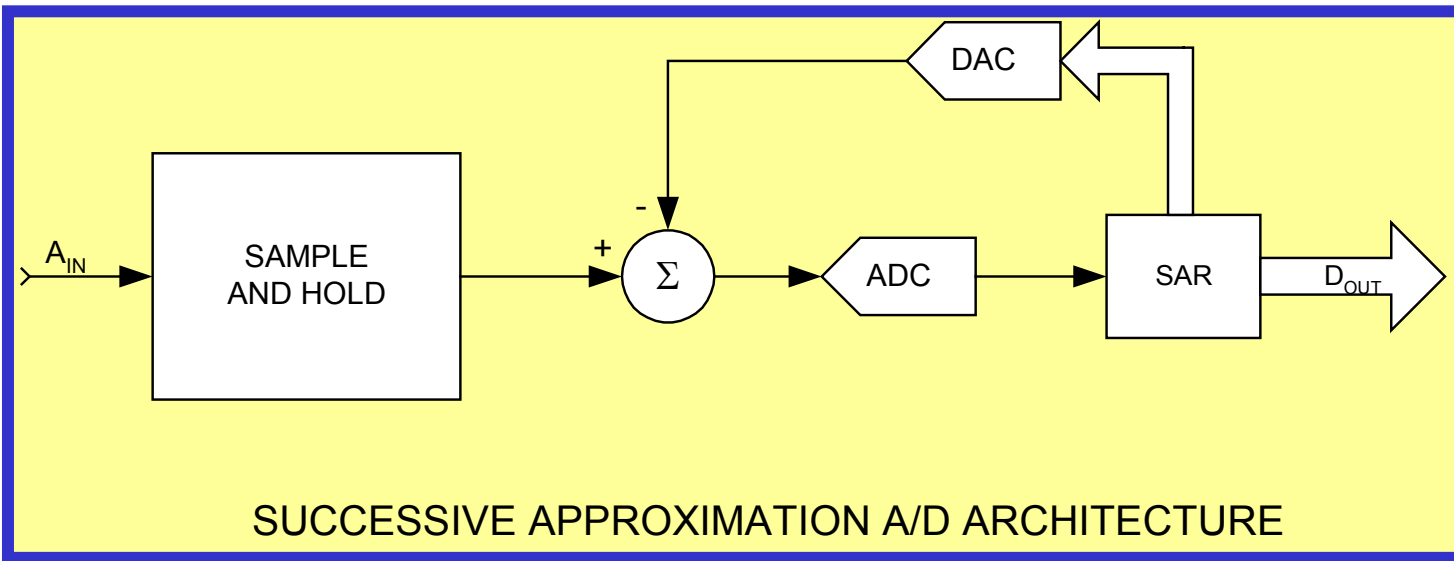 DAC
-
+
A_IN
SAMPLE
AND HOLD
Σ
ADC
SAR
D_OUT
SUCCESSIVE APPROXIMATION A/D ARCHITECTURE